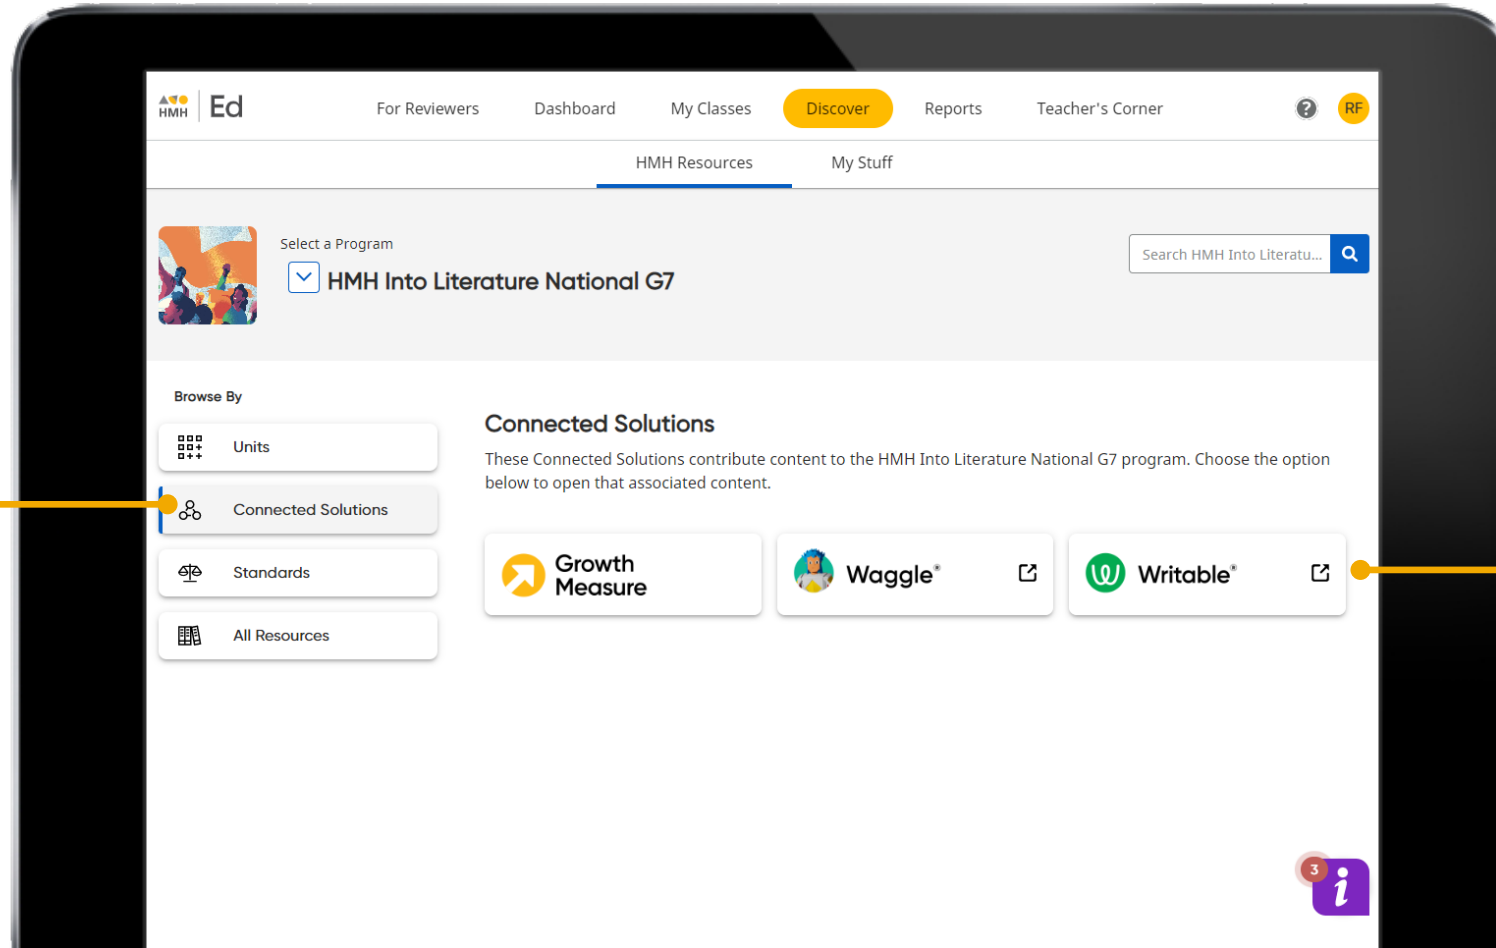 HMH
Ed
For Reviewers
Dashboard
My Classes
Discover
Reports
Teacher's Corner
?
RF
HMH Resources
My Stuff
Select a Program
HMH Into Literature National G7
Search HMH Into Literatu...
Browse By
Units
Connected Solutions
Standards
All Resources
Connected Solutions
These Connected Solutions contribute content to the HMH Into Literature National G7 program. Choose the option
below to open that associated content.
Growth
Measure
Waggle®
Writable®
3
i